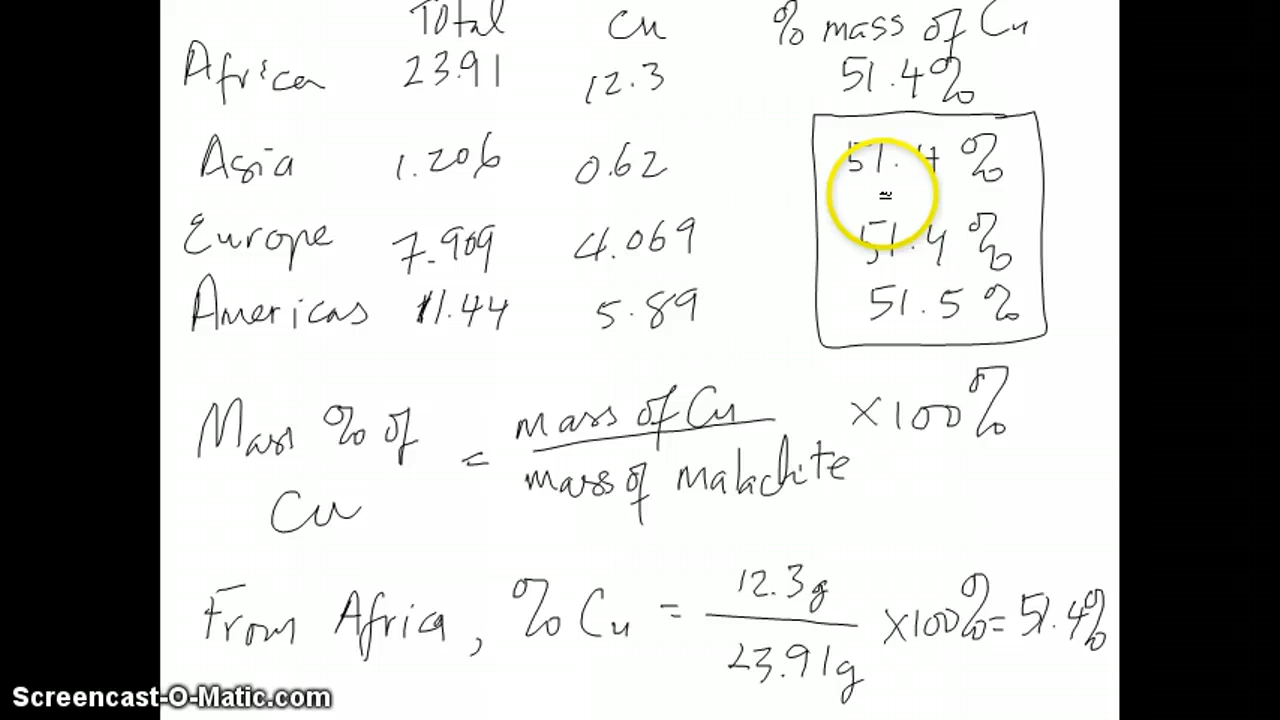 Total Cu % mass of Cu
Africa 23.91 12.3 51.4%
Asia 1.206 0.62 51.4 %
Europe 7.909 4.069 51.4 %
Americas 11.44 5.89 51.5 %
Mass % of Cu = mass of Cu / mass of Malachite ×100%
From Africa, % Cu = 12.3g / 23.91g ×100% = 51.4%
Screencast-O-Matic.com